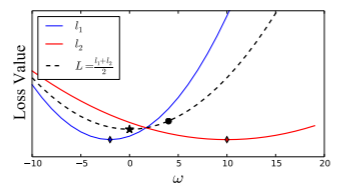 l₁
l₂
L = (l₁+l₂)/2
Loss Value
−10 −5 0 5 10 15 20
ω